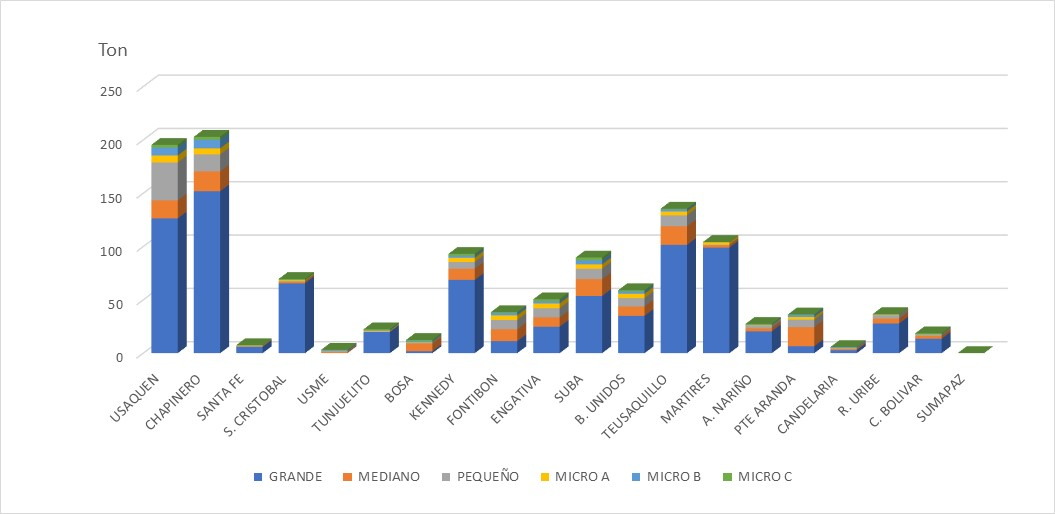 Ton
250
200
150
100
50
0
USAQUEN
CHAPINERO
SANTA FE
S. CRISTOBAL
USME
TUNJUELITO
BOSA
KENNEDY
FONTIBON
ENGATIVA
SUBA
B. UNIDOS
TEUSAQUILLO
MARTIRES
A. NARIÑO
PTE ARANDA
CANDELARIA
R. URIBE
C. BOLIVAR
SUMAPAZ
GRANDE MEDIANO PEQUEÑO MICRO A MICRO B MICRO C